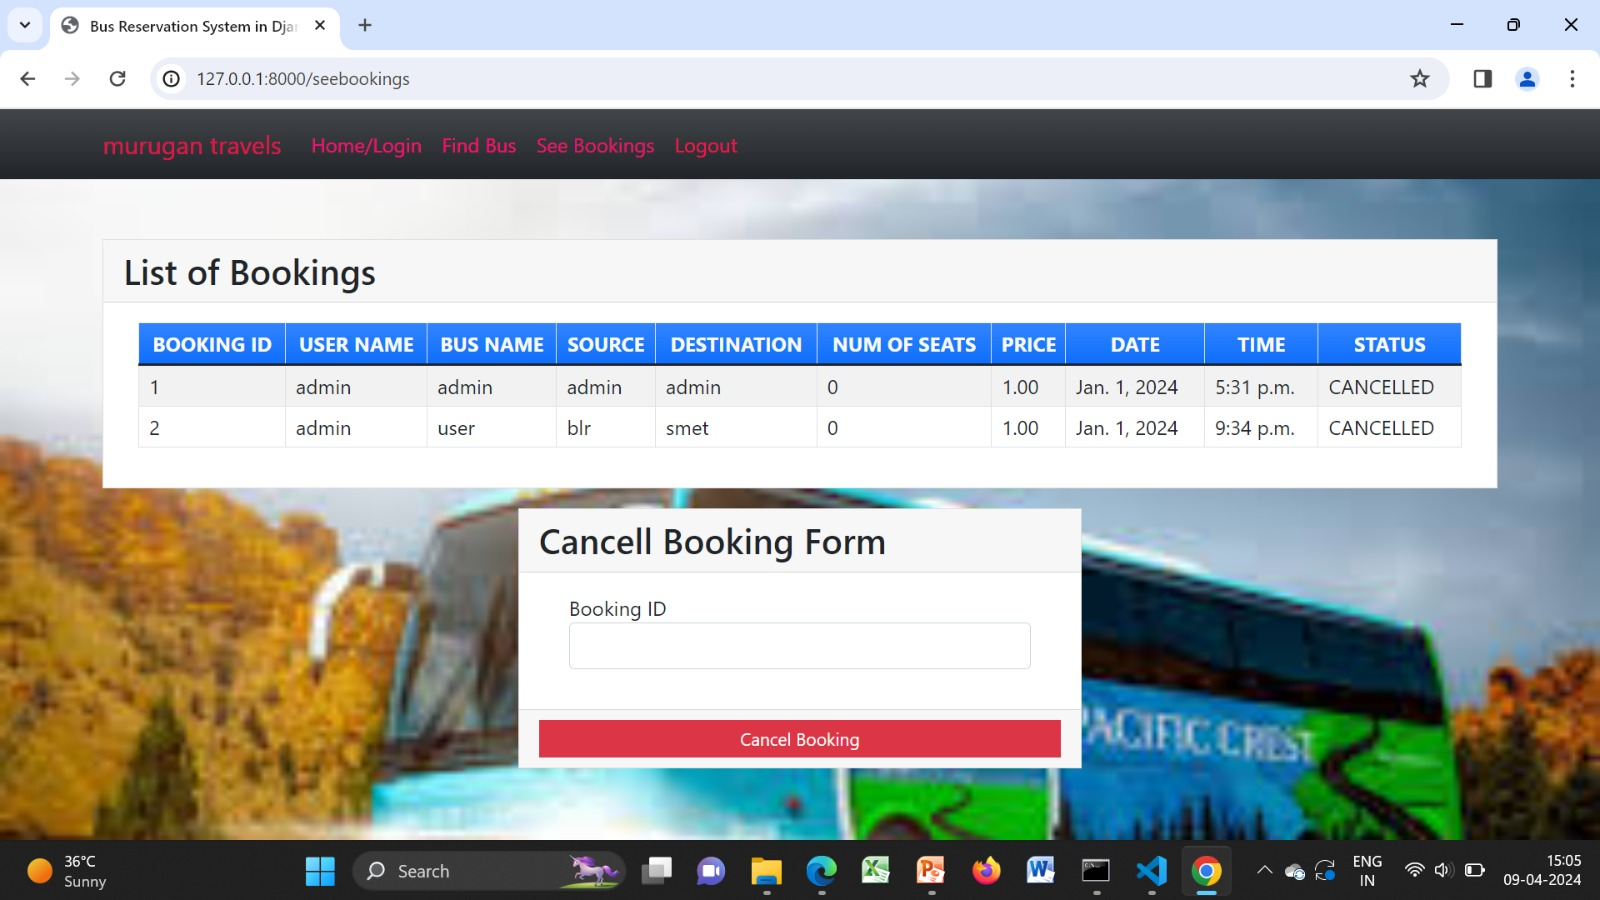 Bus Reservation System in Dja
127.0.0.1:8000/seebookings
murugan travels Home/Login Find Bus See Bookings Logout
List of Bookings
BOOKING ID USER NAME BUS NAME SOURCE DESTINATION NUM OF SEATS PRICE DATE TIME STATUS
1 admin admin admin admin 0 1.00 Jan. 1, 2024 5:31 p.m. CANCELLED
2 admin user blr smet 0 1.00 Jan. 1, 2024 9:34 p.m. CANCELLED
Cancell Booking Form
Booking ID
Cancel Booking
PACIFIC CREST
36°C
Sunny
Search
ENG
IN
15:05
09-04-2024